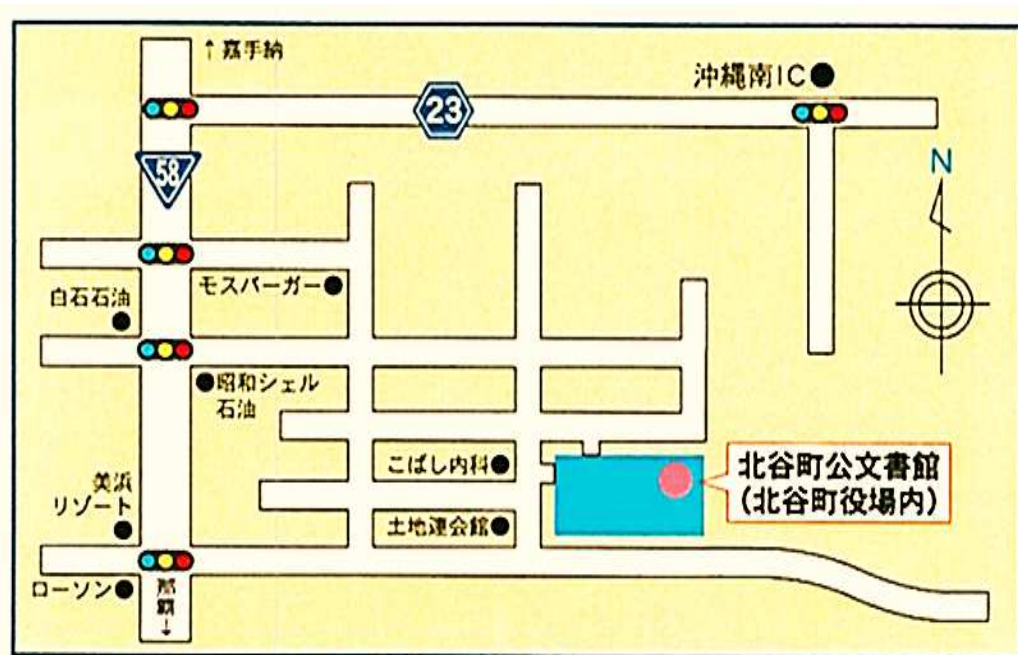 ↑嘉手納
沖縄南IC
23
58
N
モスバーガー
白石石油
昭和シェル
石油
こばし内科
北谷町公文書館
(北谷町役場内)
美浜
リゾート
土地連会館
ローソン
那覇↓